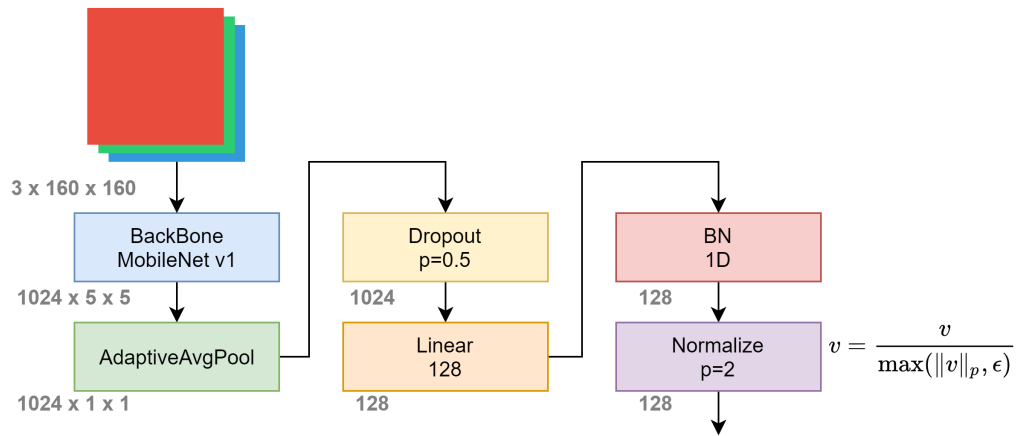 3 x 160 x 160
BackBone
MobileNet v1
1024 x 5 x 5
AdaptiveAvgPool
1024 x 1 x 1
Dropout
p=0.5
1024
Linear
128
128
BN
1D
128
Normalize
p=2
128
v = v / max(‖v‖_p, ϵ)